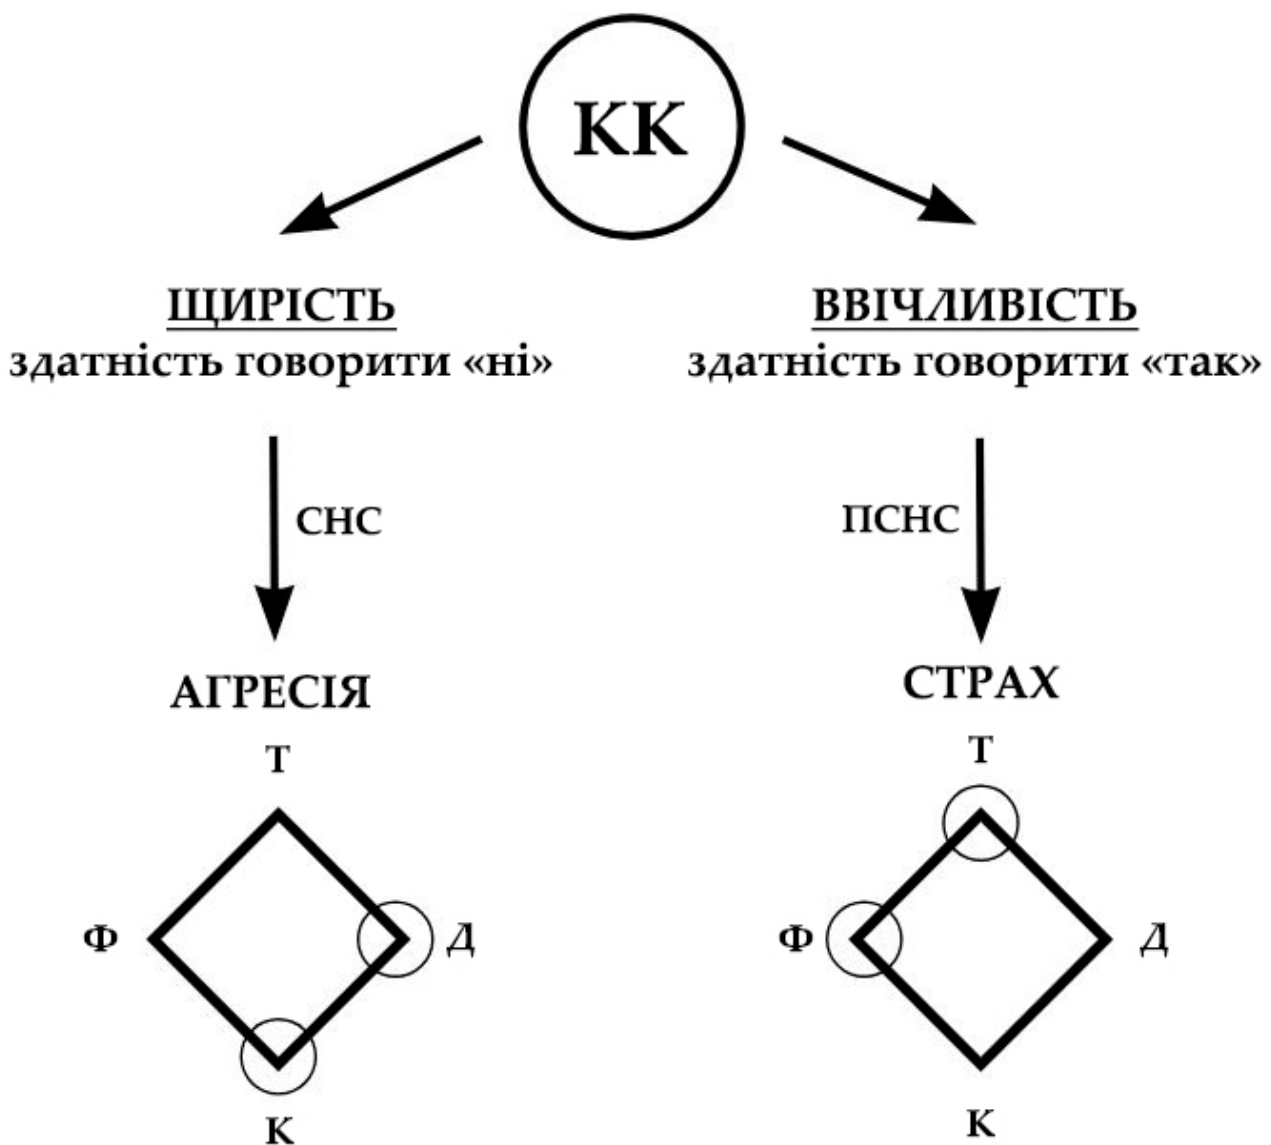 КК
ЩИРІСТЬ
здатність говорити «ні»
ВВІЧЛИВІСТЬ
здатність говорити «так»
СНС
ПСНС
АГРЕСІЯ
СТРАХ
Т
Ф
Д
К
Т
Ф
Д
К